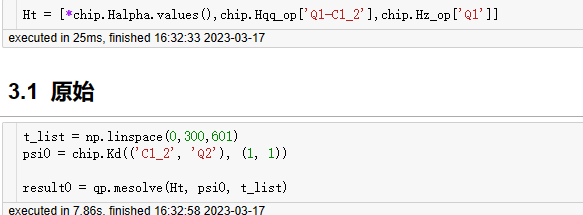 Ht = [*chip.Halpha.values(),chip.Hqq_op['Q1-C1_2'],chip.Hz_op['Q1']]
executed in 25ms, finished 16:32:33 2023-03-17
3.1 原始
t_list = np.linspace(0,300,601)
psi0 = chip.Kd(('C1_2', 'Q2'), (1, 1))
result0 = qp.mesolve(Ht, psi0, t_list)
executed in 7.86s, finished 16:32:58 2023-03-17